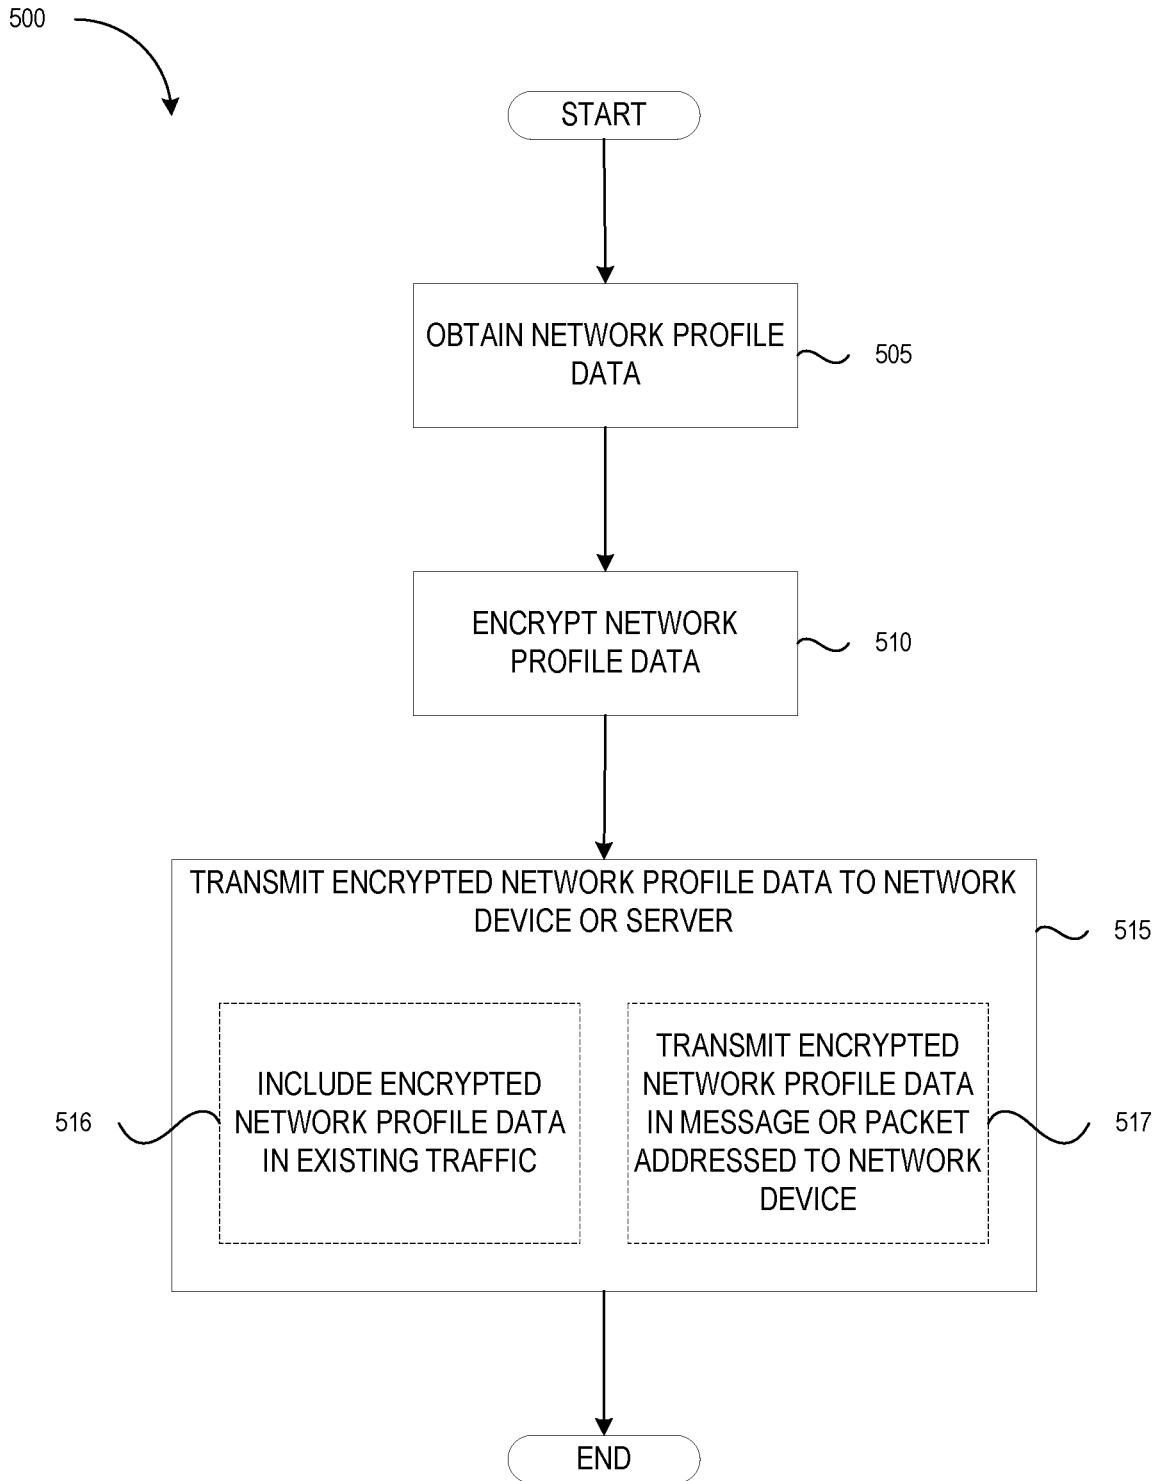 500
START
OBTAIN NETWORK PROFILE
DATA
505
ENCRYPT NETWORK
PROFILE DATA
510
TRANSMIT ENCRYPTED NETWORK PROFILE DATA TO NETWORK
DEVICE OR SERVER
515
INCLUDE ENCRYPTED
NETWORK PROFILE DATA
IN EXISTING TRAFFIC
516
TRANSMIT ENCRYPTED
NETWORK PROFILE DATA
IN MESSAGE OR PACKET
ADDRESSED TO NETWORK
DEVICE
517
END